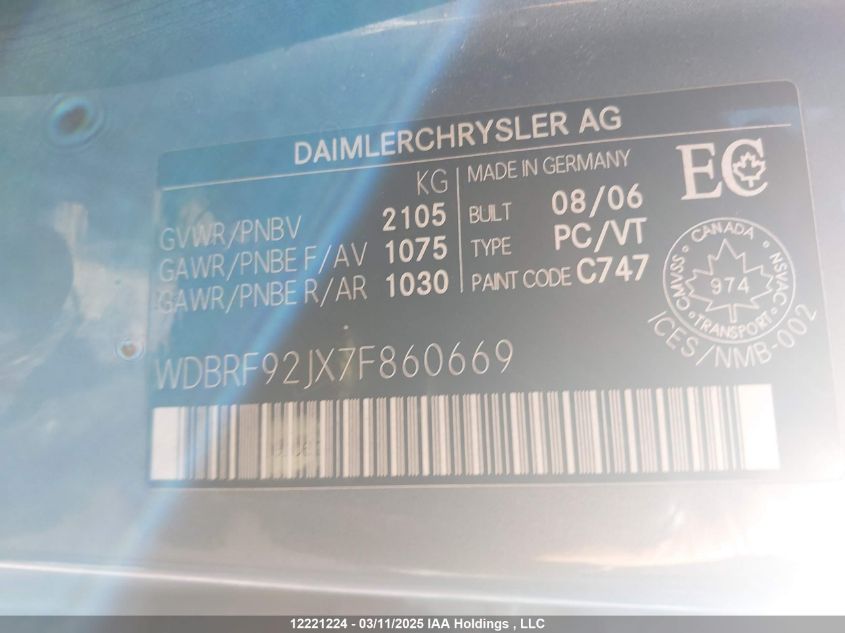 DAIMLERCHRYSLER AG
KG
GVWR/PNBV 2105
GAWR/PNBE F/AV 1075
GAWR/PNBE R/AR 1030
MADE IN GERMANY
BUILT 08/06
TYPE PC/VT
PAINT CODE C747
EC
CANADA
CMVSS
974
NSVAC
TRANSPORT
ICES/NMB-002
WDBRF92JX7F860669
12221224 - 03/11/2025 IAA Holdings , LLC